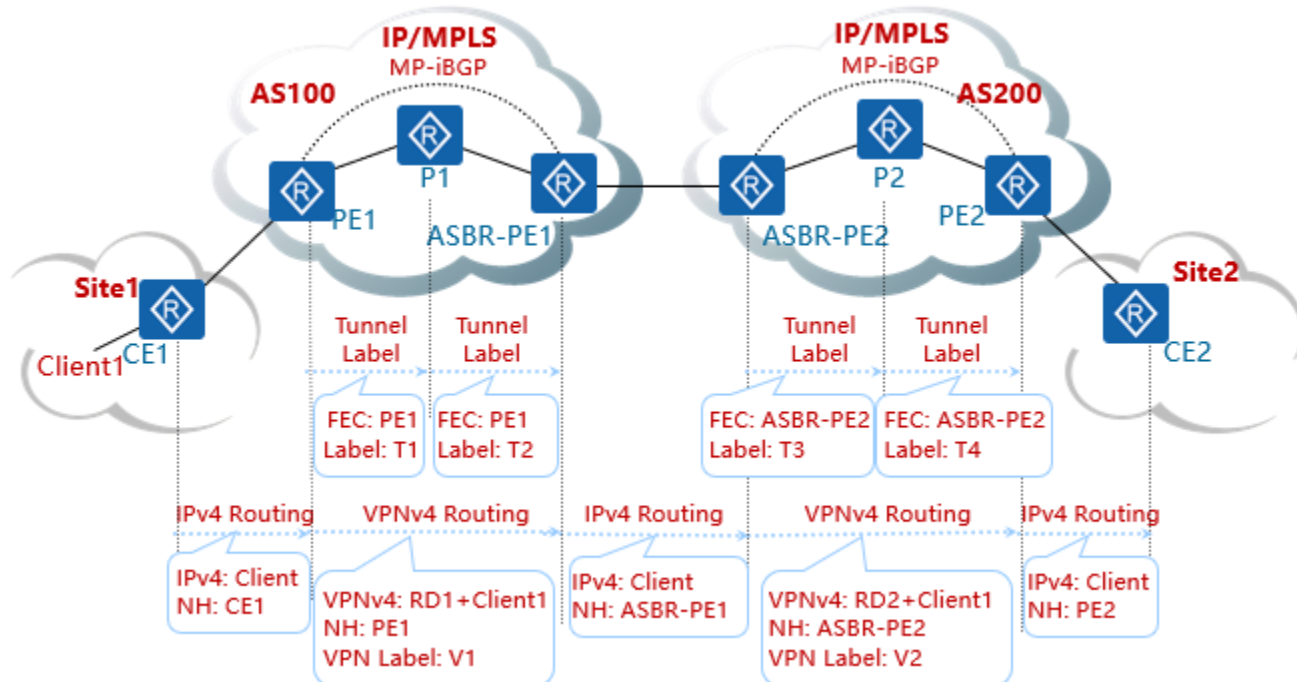 IP/MPLS
MP-iBGP
AS100
R
P1
R
PE1
R
ASBR-PE1
IP/MPLS
MP-iBGP
AS200
R
P2
R
ASBR-PE2
R
PE2
Site1
R
CE1
Client1
Site2
R
CE2
Tunnel
Label
Tunnel
Label
Tunnel
Label
Tunnel
Label
FEC: PE1
Label: T1
FEC: PE1
Label: T2
FEC: ASBR-PE2
Label: T3
FEC: ASBR-PE2
Label: T4
IPv4 Routing
VPNv4 Routing
IPv4 Routing
VPNv4 Routing
IPv4 Routing
IPv4: Client
NH: CE1
VPNv4: RD1+Client1
NH: PE1
VPN Label: V1
IPv4: Client
NH: ASBR-PE1
VPNv4: RD2+Client1
NH: ASBR-PE2
VPN Label: V2
IPv4: Client
NH: PE2